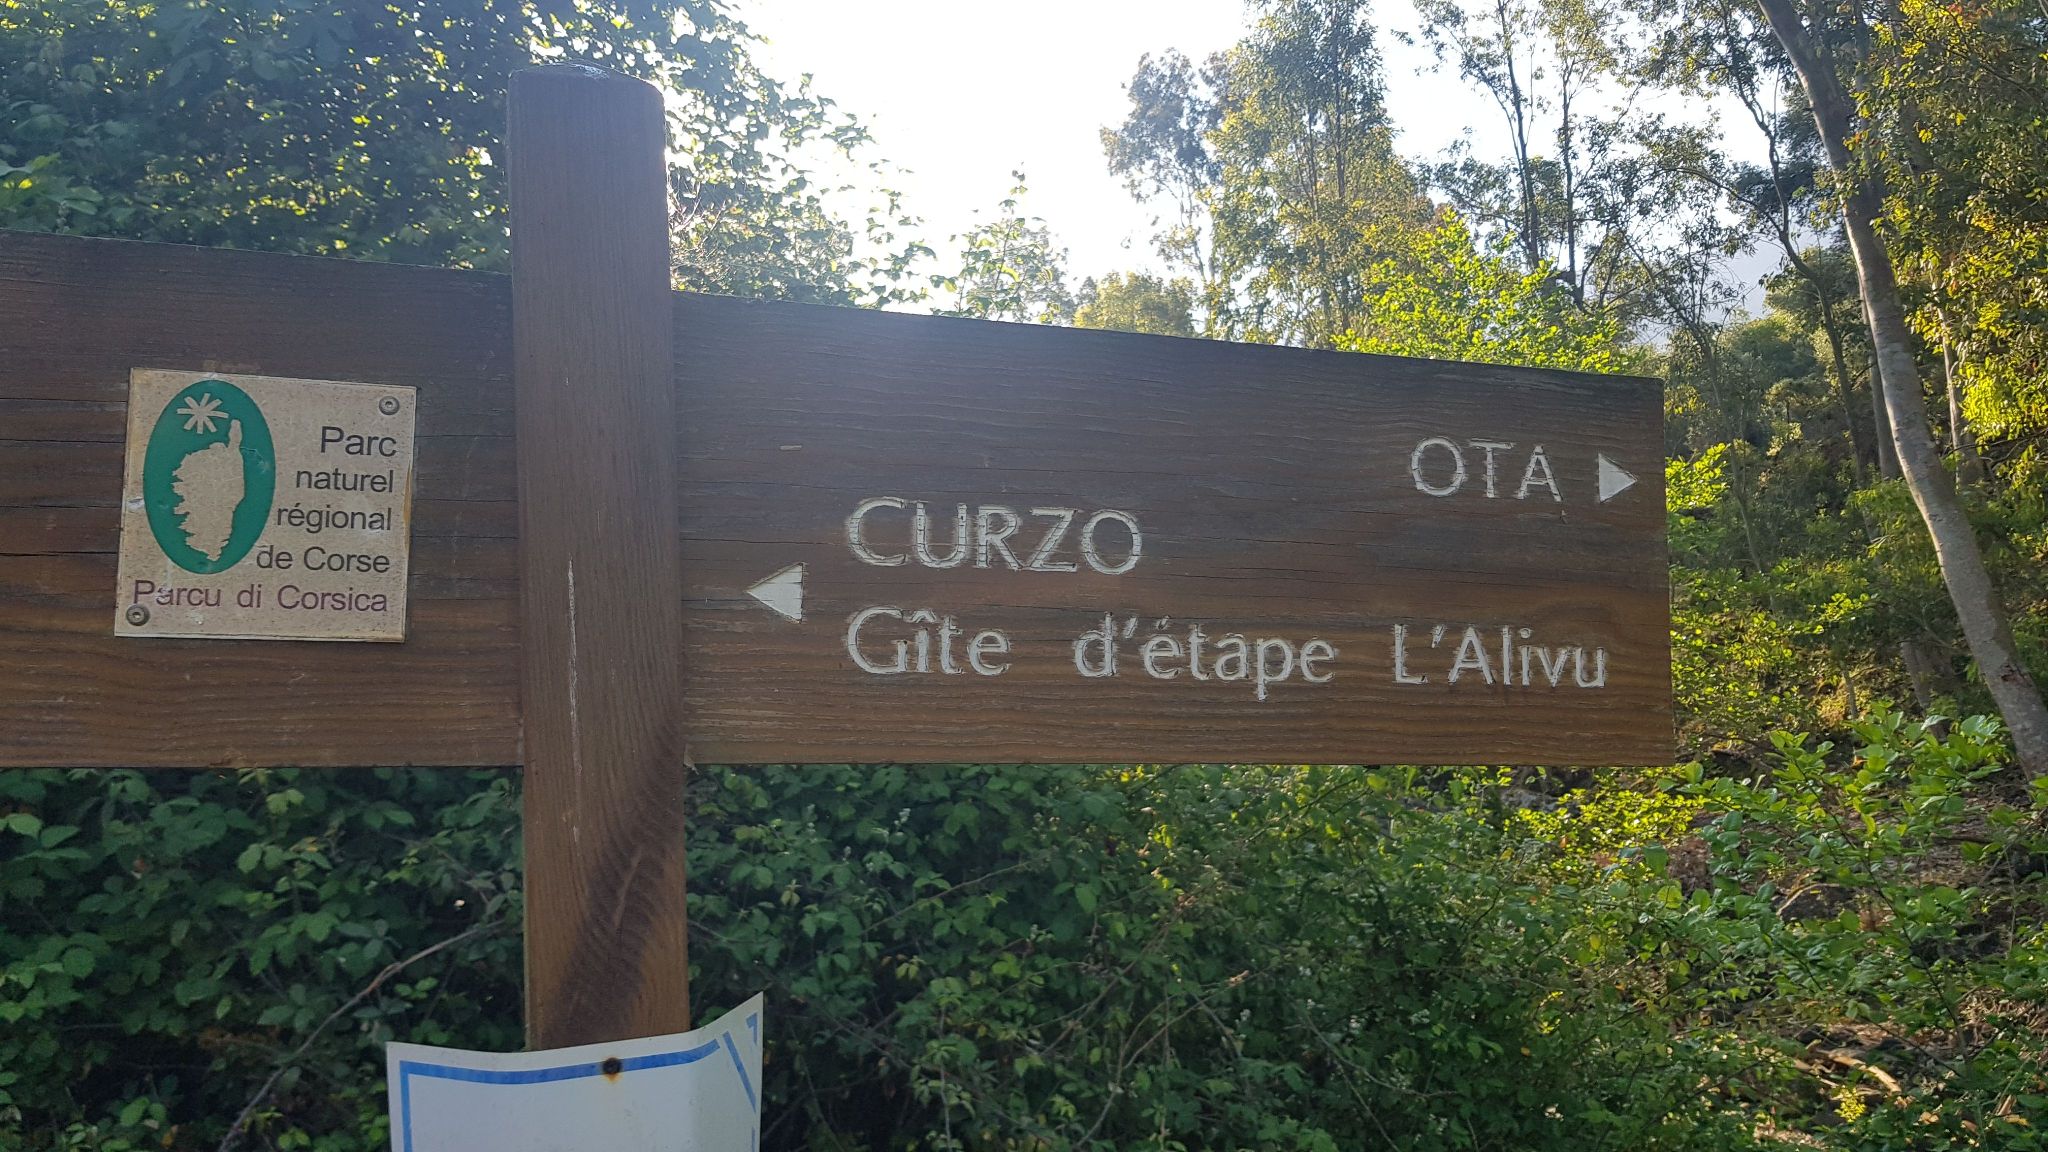 Parc
naturel
régional
de Corse
Parcu di Corsica
OTA
CURZO
Gîte d'étape L'Alivu